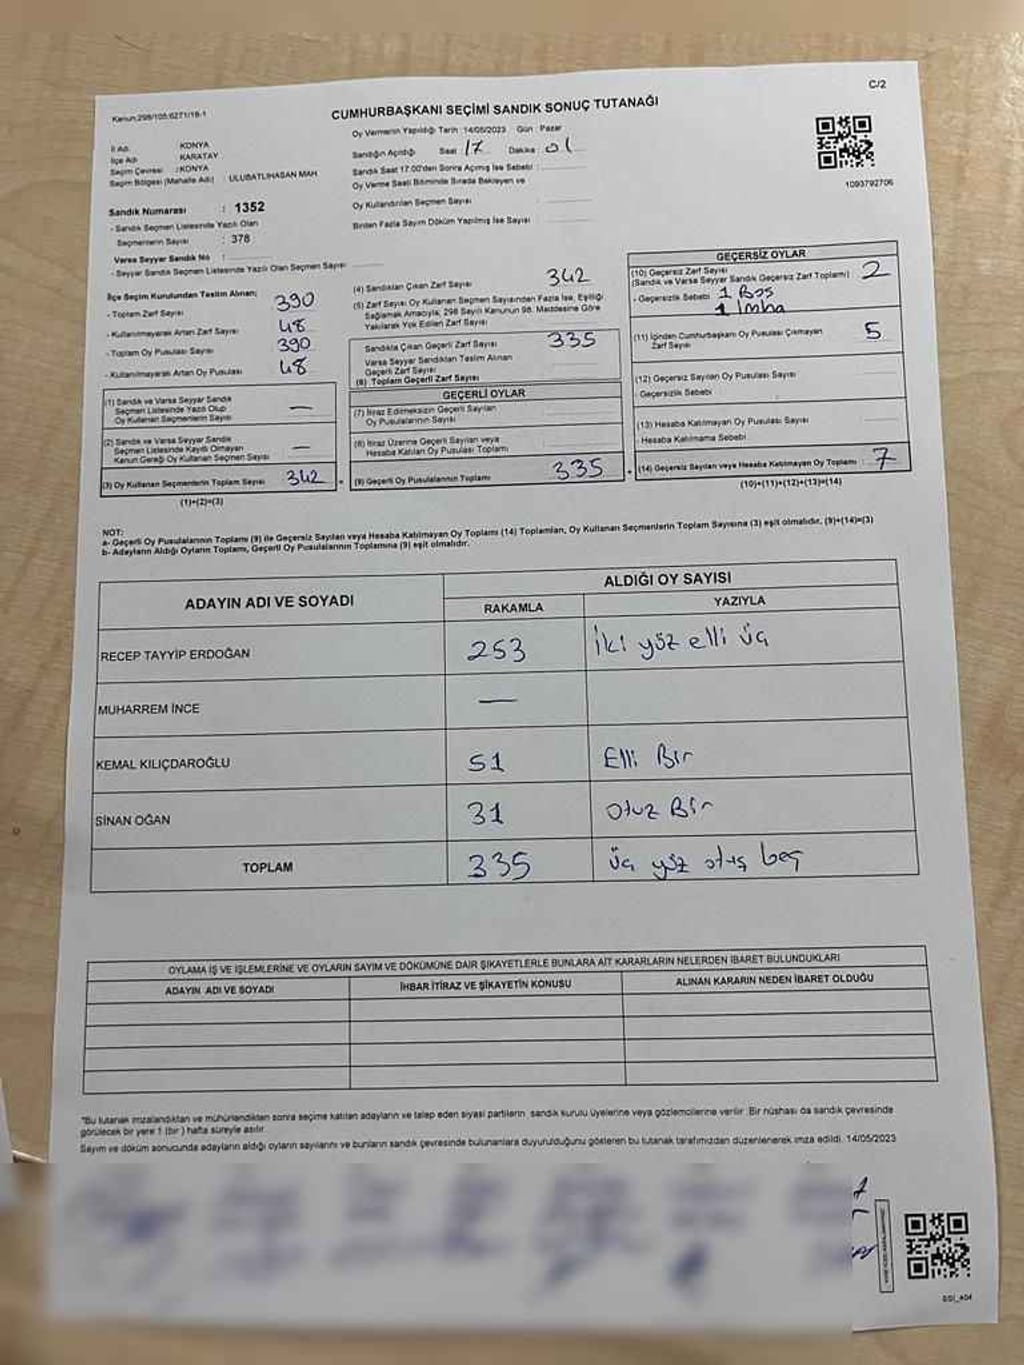 C/2
Kanun:298/105;6271/18-1
CUMHURBAŞKANI SEÇİMİ SANDIK SONUÇ TUTANAĞI
Oy Vermenin Yapıldığı Tarih :14/05/2023 Gün : Pazar
İl Adı : KONYA
İlçe Adı : KARATAY
Seçim Çevresi : KONYA
Seçim Bölgesi (Mahalle Adı) : ULUBATLIHASAN MAH.
Sandığın Açıldığı Saat : 17 Dakika : 01
Sandık Saat 17.00'den Sonra Açılmış İse Sebebi :
Oy Verme Saati Bitiminde Sırada Bekleyen ve
Oy Kullandırılan Seçmen Sayısı :
Birden Fazla Sayım Döküm Yapılmış İse Sayısı :
1093792706
Sandık Numarası : 1352
- Sandık Seçmen Listesinde Yazılı Olan
Seçmenlerin Sayısı : 378
Varsa Seyyar Sandık No :
- Seyyar Sandık Seçmen Listesinde Yazılı Olan Seçmen Sayısı :
İlçe Seçim Kurulundan Teslim Alınan;
- Toplam Zarf Sayısı : 390
- Kullanılmayarak Artan Zarf Sayısı : 48
- Toplam Oy Pusulası Sayısı : 390
- Kullanılmayarak Artan Oy Pusulası : 48
(1) Sandık ve Varsa Seyyar Sandık
Seçmen Listesinde Yazılı Olup
Oy Kullanan Seçmenlerin Sayısı : —
(2) Sandık ve Varsa Seyyar Sandık
Seçmen Listesinde Kayıtlı Olmayan
Kanun Gereği Oy Kullanan Seçmen Sayısı : —
(3) Oy Kullanan Seçmenlerin Toplam Sayısı : 342
(1)+(2)=(3)
(4) Sandıktan Çıkan Zarf Sayısı : 342
(5) Zarf Sayısı Oy Kullanan Seçmen Sayısından Fazla İse, Eşitliği
Sağlamak Amacıyla, 298 Sayılı Kanunun 98. Maddesine Göre
Yakılarak Yok Edilen Zarf Sayısı :
Sandıkta Çıkan Geçerli Zarf Sayısı : 335
Varsa Seyyar Sandıktan Teslim Alınan
Geçerli Zarf Sayısı :
(6) Toplam Geçerli Zarf Sayısı :
GEÇERLİ OYLAR
(7) İtiraz Edilmeksizin Geçerli Sayılan
Oy Pusulalarının Sayısı :
(8) İtiraz Üzerine Geçerli Sayılan veya
Hesaba Katılan Oy Pusulası Toplamı :
(9) Geçerli Oy Pusulalarının Toplamı : 335
GEÇERSİZ OYLAR
(10) Geçersiz Zarf Sayısı
(Sandık ve Varsa Seyyar Sandık Geçersiz Zarf Toplamı) : 2
- Geçersizlik Sebebi : 1 Boş
1 İmha
(11) İçinden Cumhurbaşkanı Oy Pusulası Çıkmayan
Zarf Sayısı : 5
(12) Geçersiz Sayılan Oy Pusulası Sayısı :
Geçersizlik Sebebi :
(13) Hesaba Katılmayan Oy Pusulası Sayısı :
- Hesaba Katılmama Sebebi :
(14) Geçersiz Sayılan veya Hesaba Katılmayan Oy Toplamı : 7
(10)+(11)+(12)+(13)=(14)
NOT:
a- Geçerli Oy Pusulalarının Toplamı (9) ile Geçersiz Sayılan veya Hesaba Katılmayan Oy Toplamı (14) Toplamları, Oy Kullanan Seçmenlerin Toplam Sayısına (3) eşit olmalıdır. (9)+(14)=(3)
b- Adayların Aldığı Oyların Toplamı, Geçerli Oy Pusulalarının Toplamına (9) eşit olmalıdır.
ADAYIN ADI VE SOYADI
ALDIĞI OY SAYISI
RAKAMLA YAZIYLA
RECEP TAYYİP ERDOĞAN 253 İki yüz elli üç
MUHARREM İNCE —
KEMAL KILIÇDAROĞLU 51 Elli Bir
SİNAN OĞAN 31 Otuz Bir
TOPLAM 335 üç yüz otuş beş
OYLAMA İŞ VE İŞLEMLERİNE VE OYLARIN SAYIM VE DÖKÜMÜNE DAİR ŞİKAYETLERLE BUNLARA AİT KARARLARIN NELERDEN İBARET BULUNDUKLARI
ADAYIN ADI VE SOYADI İHBAR İTİRAZ VE ŞİKAYETİN KONUSU ALINAN KARARIN NEDEN İBARET OLDUĞU
*Bu tutanak imzalandıktan ve mühürlendikten sonra seçime katılan adayların ve talep eden siyasi partilerin, sandık kurulu üyelerine veya gözlemcilerine verilir. Bir nüshası da sandık çevresinde
görülecek bir yere 1 (bir) hafta süreyle asılır.
Sayım ve döküm sonucunda adayların aldığı oyların sayılarını ve bunların sandık çevresinde bulunanlara duyurulduğunu gösteren bu tutanak tarafımızdan düzenlenerek imza edildi. 14/05/2023